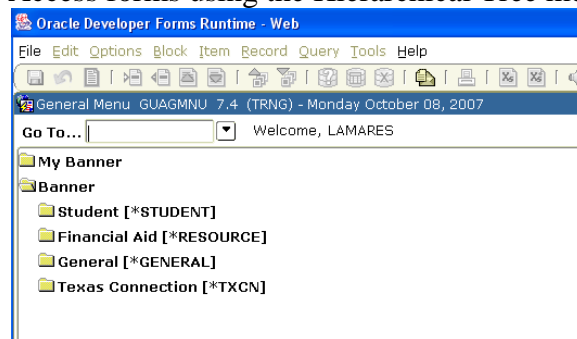 Access forms using the Hierarchical Tree
Oracle Developer Forms Runtime - Web
File Edit Options Block Item Record Query Tools Help
General Menu GUAGMNU 7.4 (TRNG) - Monday October 08, 2007
Go To... Welcome, LAMARES
My Banner
Banner
Student [*STUDENT]
Financial Aid [*RESOURCE]
General [*GENERAL]
Texas Connection [*TXCN]